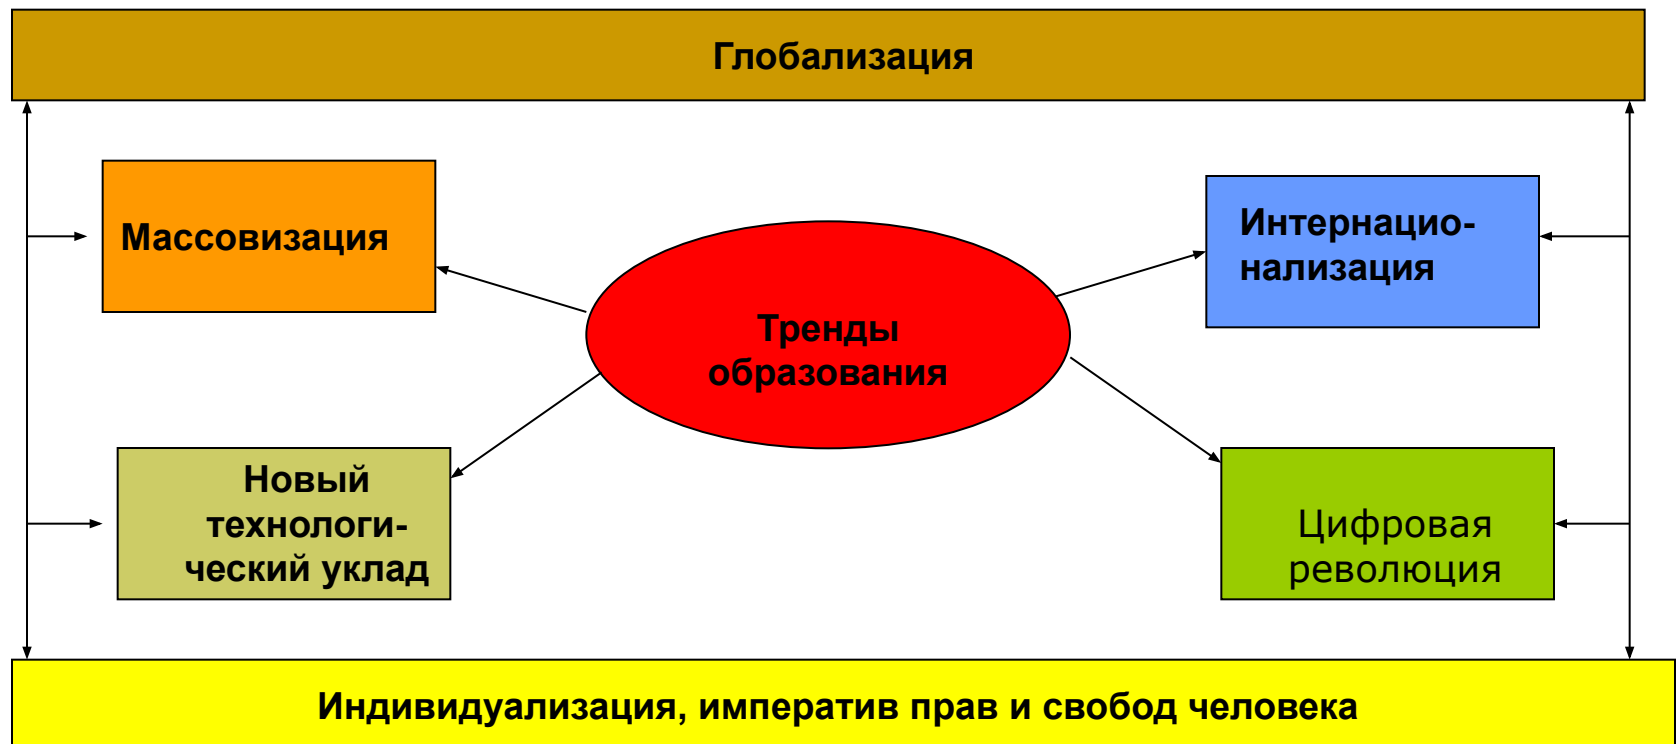 Глобализация
Массовизация
Интернацио-
нализация
Тренды
образования
Новый
технологи-
ческий уклад
Цифровая
революция
Индивидуализация, императив прав и свобод человека